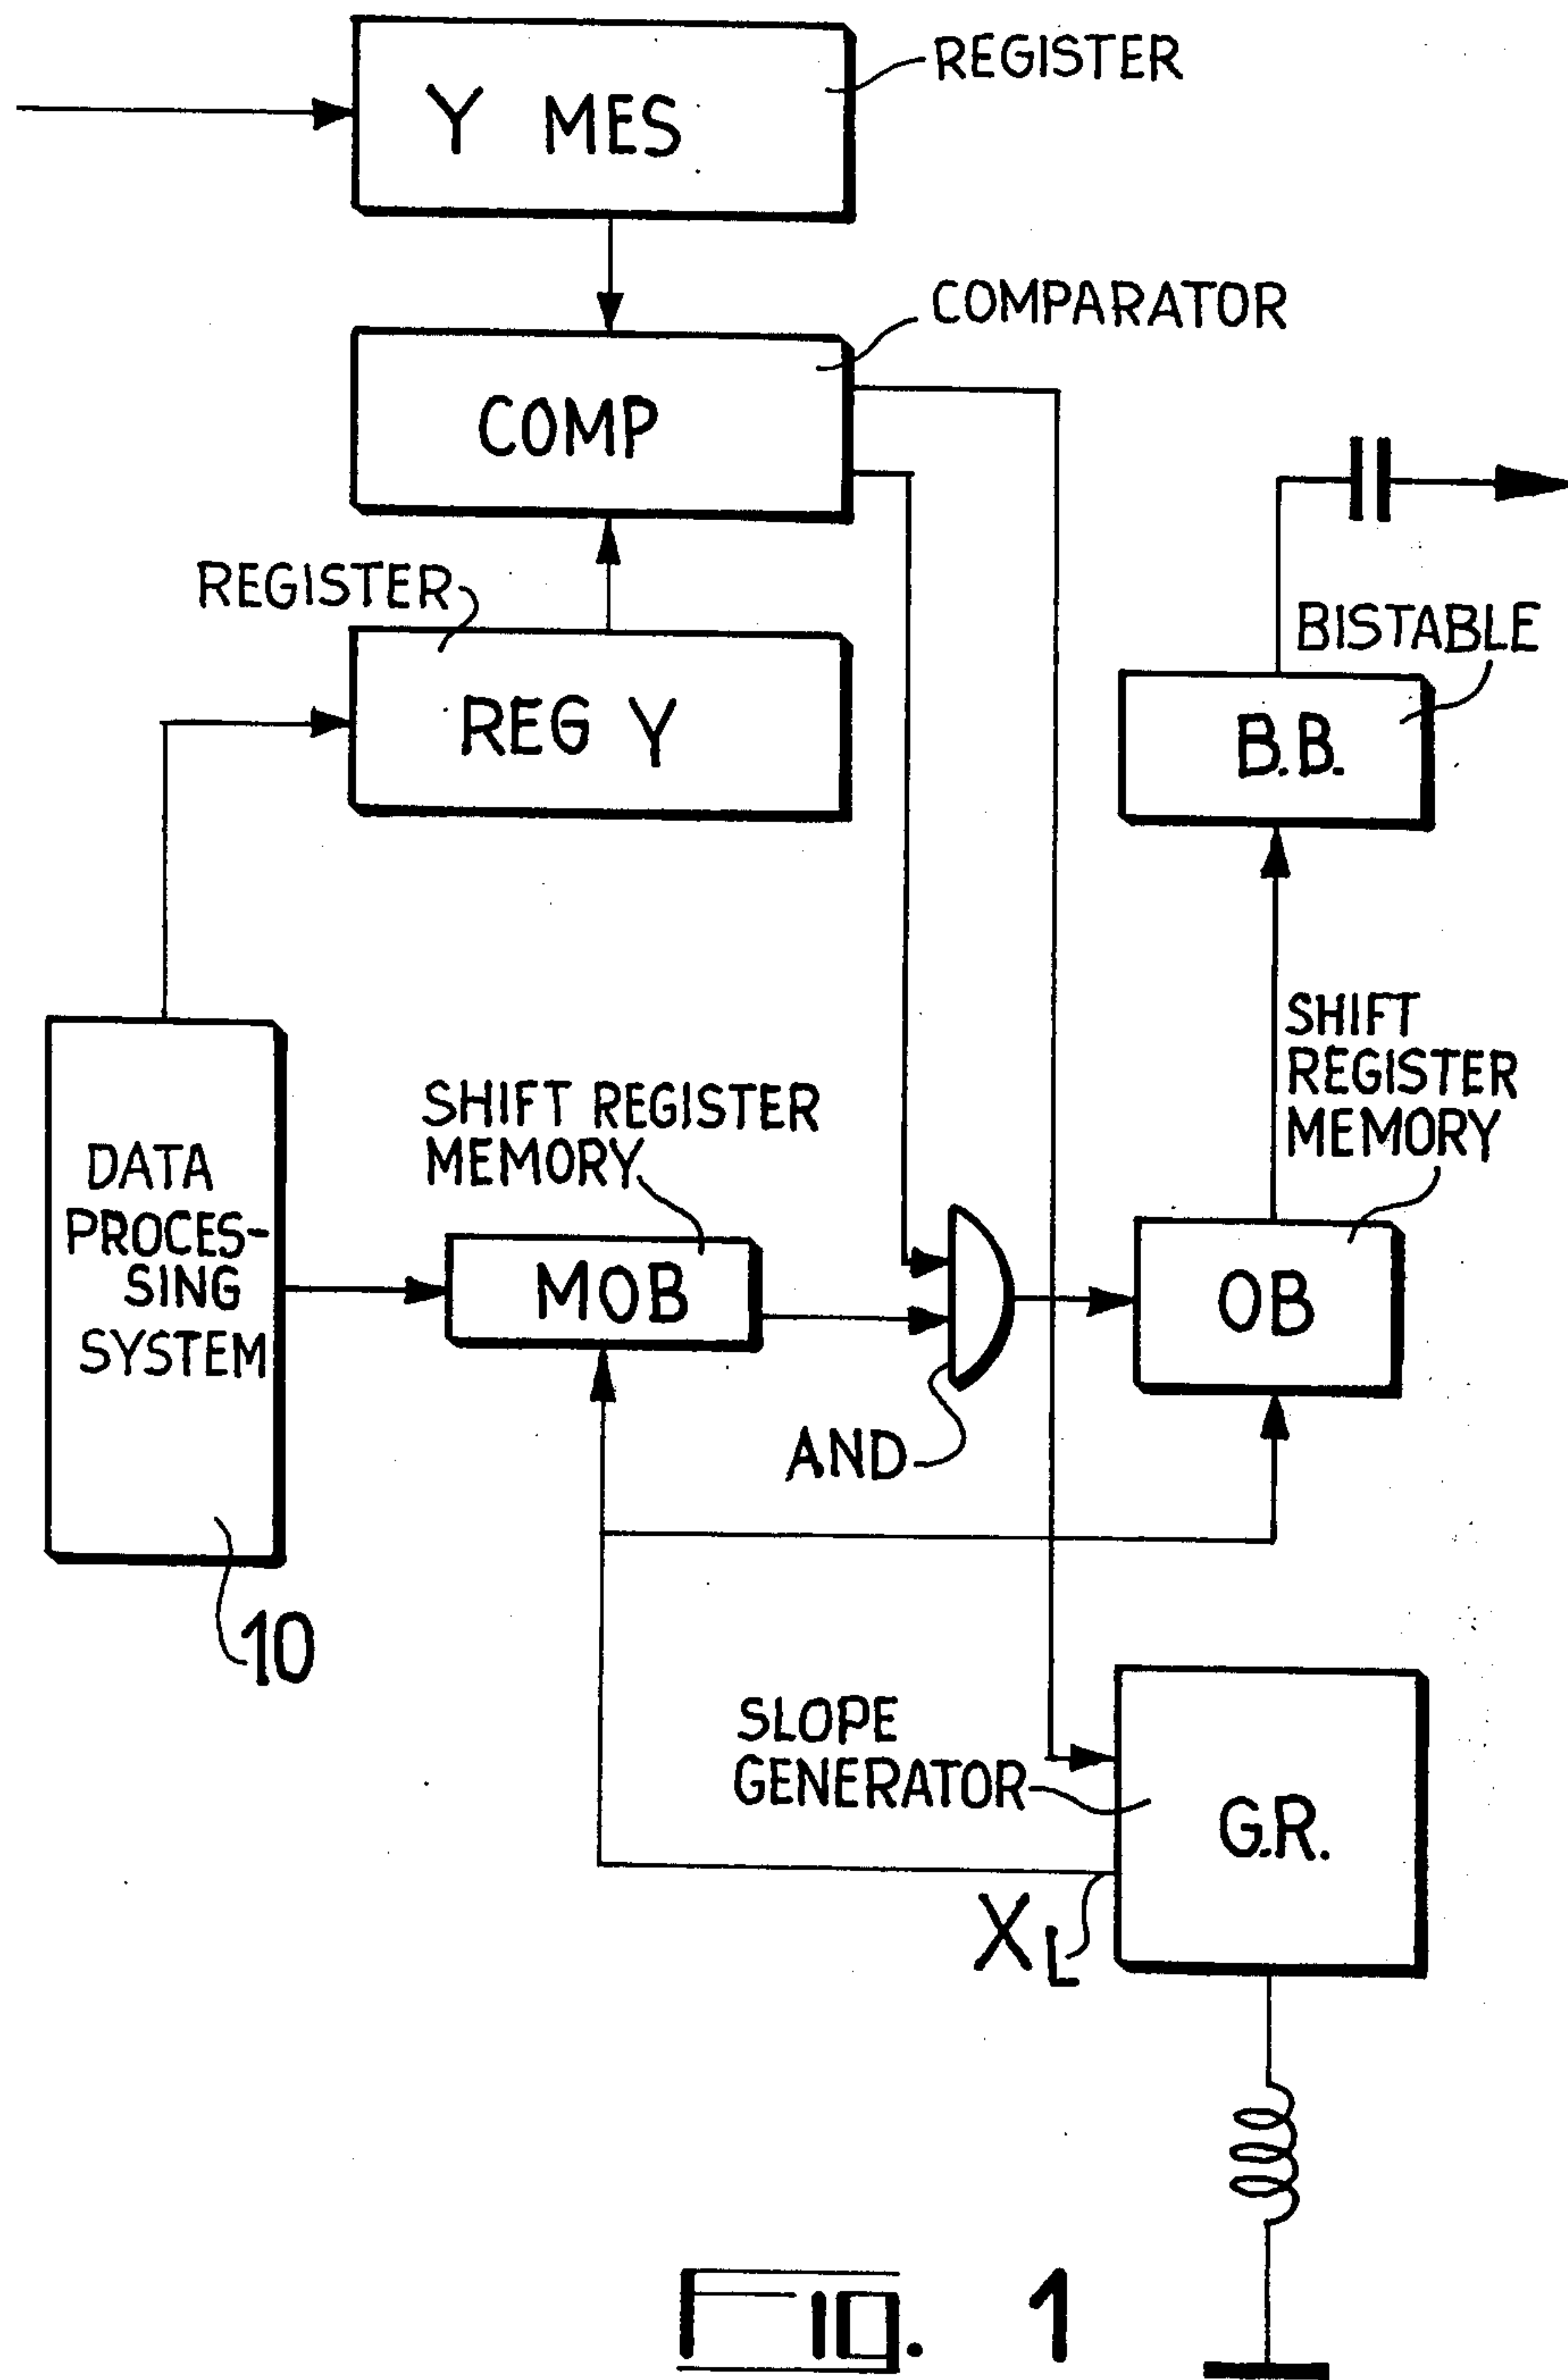 Y MES
REGISTER
COMP
COMPARATOR
REGISTER
REG Y
BISTABLE
B.B.
DATA
PROCES-
SING
SYSTEM
10
SHIFT REGISTER
MEMORY
MOB
AND
SHIFT
REGISTER
MEMORY
OB
SLOPE
GENERATOR
G.R.
XL
FIG. 1